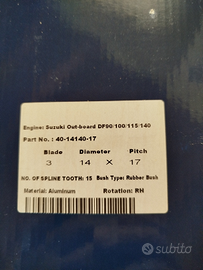 Engine: Suzuki Out-board DF90/100/115/140
Part No. : 40-14140-17
Blade Diameter Pitch
3 14 X 17
NO. OF SPLINE TOOTH: 15 Bush Type: Rubber Bush
Material: Aluminum Rotation: RH
subito